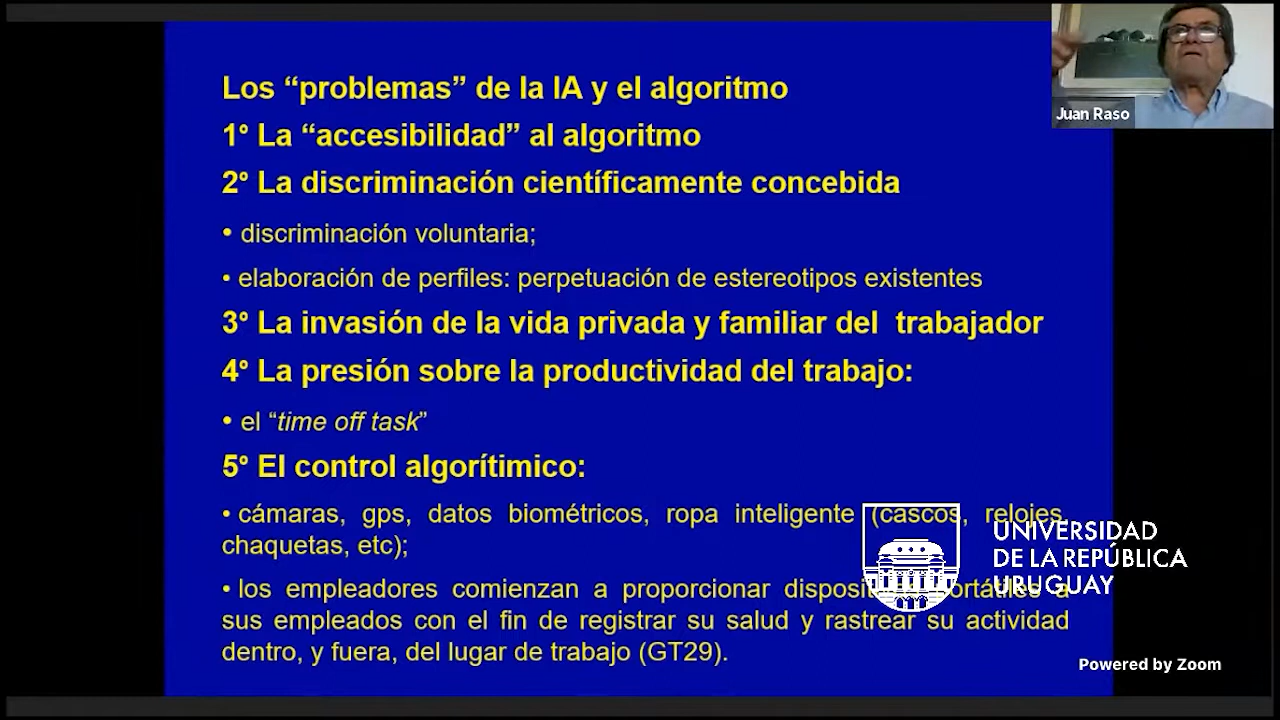 Los “problemas” de la IA y el algoritmo
1° La “accesibilidad” al algoritmo
2° La discriminación científicamente concebida
• discriminación voluntaria;
• elaboración de perfiles: perpetuación de estereotipos existentes
3° La invasión de la vida privada y familiar del trabajador
4° La presión sobre la productividad del trabajo:
• el “time off task”
5° El control algorítimico:
• cámaras, gps, datos biométricos, ropa inteligente (cascos, relojes,
chaquetas, etc);
• los empleadores comienzan a proporcionar a
sus empleados con el fin de registrar su salud y rastrear su actividad
dentro, y fuera, del lugar de trabajo (GT29).
Juan Raso
UNIVERSIDAD
DE LA REPÚBLICA
URUGUAY
Powered by Zoom